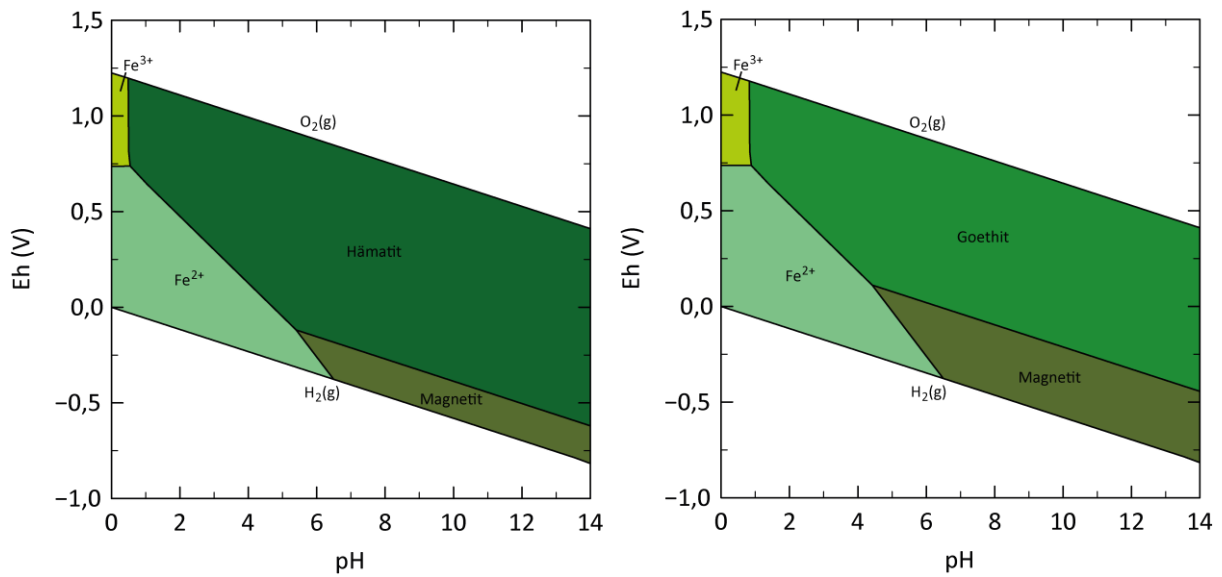 1,5
1,0
0,5
0,0
−0,5
−1,0
Eh (V)
Fe³⁺
O₂(g)
Hämatit
Fe²⁺
H₂(g)
Magnetit
0 2 4 6 8 10 12 14
pH
1,5
1,0
0,5
0,0
−0,5
−1,0
Eh (V)
Fe³⁺
O₂(g)
Goethit
Fe²⁺
Magnetit
H₂(g)
0 2 4 6 8 10 12 14
pH